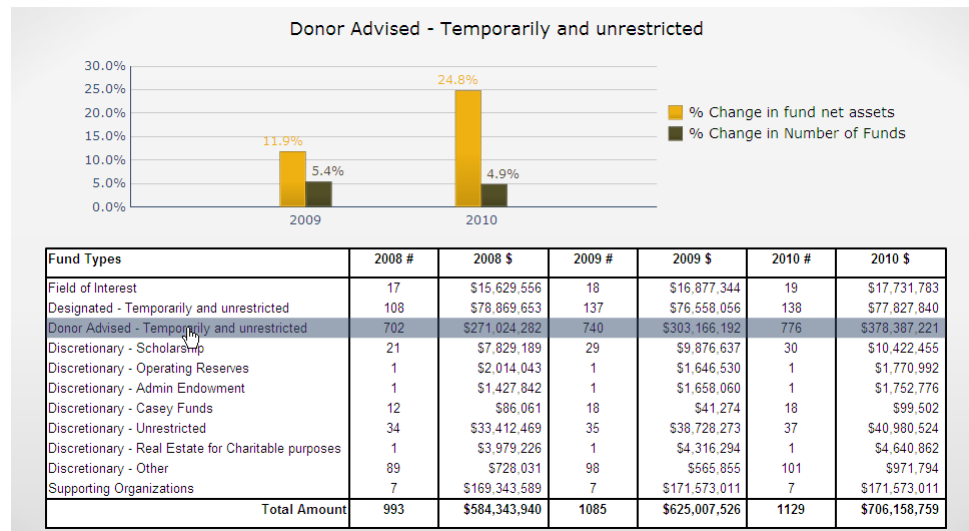 Donor Advised - Temporarily and unrestricted
30.0%
25.0%
20.0%
15.0%
10.0%
5.0%
0.0%
11.9%
5.4%
24.8%
4.9%
2009
2010
% Change in fund net assets
% Change in Number of Funds
Fund Types 2008 # 2008 $ 2009 # 2009 $ 2010 # 2010 $
Field of Interest 17 $15,629,556 18 $16,877,344 19 $17,731,783
Designated - Temporarily and unrestricted 108 $78,869,653 137 $76,558,056 138 $77,827,840
Donor Advised - Temporarily and unrestricted 702 $271,024,282 740 $303,166,192 776 $378,387,221
Discretionary - Scholarship 21 $7,829,189 29 $9,876,637 30 $10,422,455
Discretionary - Operating Reserves 1 $2,014,043 1 $1,646,530 1 $1,770,992
Discretionary - Admin Endowment 1 $1,427,842 1 $1,658,060 1 $1,752,776
Discretionary - Casey Funds 12 $86,061 18 $41,274 18 $99,502
Discretionary - Unrestricted 34 $33,412,469 35 $38,728,273 37 $40,980,524
Discretionary - Real Estate for Charitable purposes 1 $3,979,226 1 $4,316,294 1 $4,640,862
Discretionary - Other 89 $728,031 98 $565,855 101 $971,794
Supporting Organizations 7 $169,343,589 7 $171,573,011 7 $171,573,011
Total Amount 993 $584,343,940 1085 $625,007,526 1129 $706,158,759